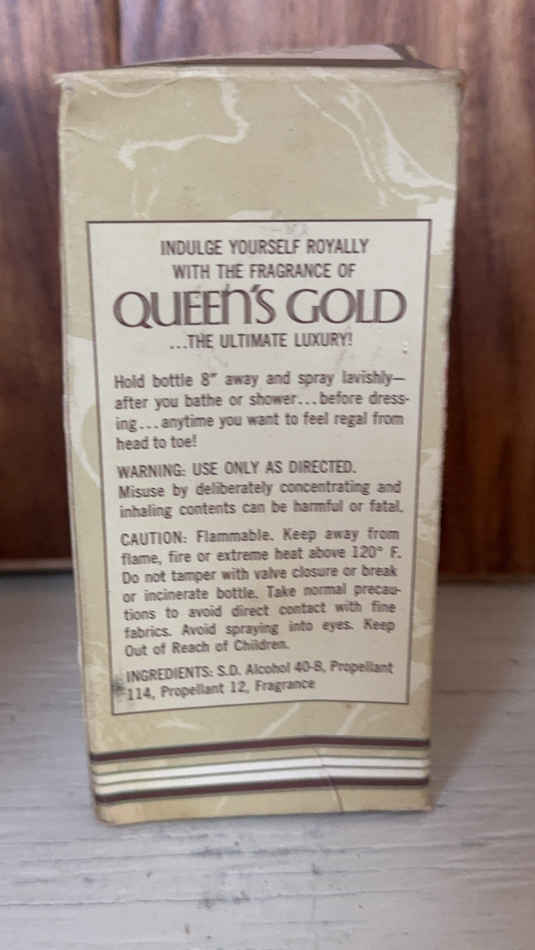 INDULGE YOURSELF ROYALLY
WITH THE FRAGRANCE OF
QUEEN'S GOLD
...THE ULTIMATE LUXURY!
Hold bottle 8" away and spray lavishly—
after you bathe or shower...before dress-
ing...anytime you want to feel regal from
head to toe!
WARNING: USE ONLY AS DIRECTED.
Misuse by deliberately concentrating and
inhaling contents can be harmful or fatal.
CAUTION: Flammable. Keep away from
flame, fire or extreme heat above 120° F.
Do not tamper with valve closure or break
or incinerate bottle. Take normal precau-
tions to avoid direct contact with fine
fabrics. Avoid spraying into eyes. Keep
Out of Reach of Children.
INGREDIENTS: S.D. Alcohol 40-B, Propellant
114, Propellant 12, Fragrance